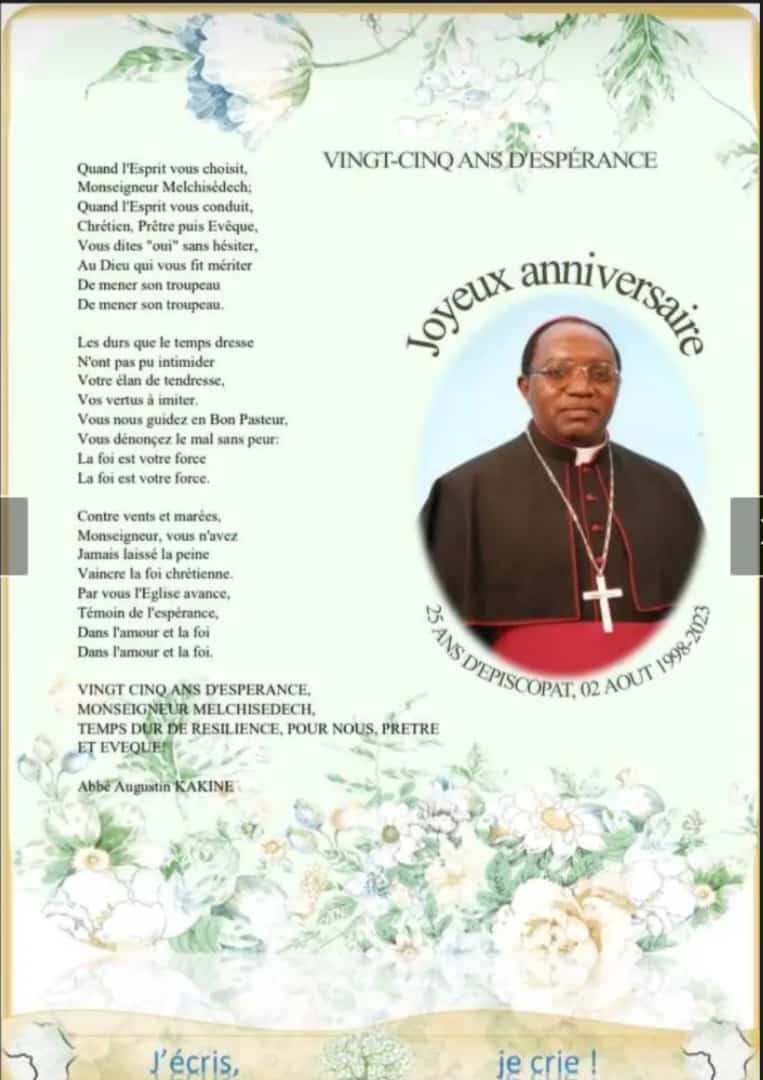 VINGT-CINQ ANS D'ESPÉRANCE
Quand l'Esprit vous choisit,
Monseigneur Melchisédech;
Quand l'Esprit vous conduit,
Chrétien, Prêtre puis Evêque,
Vous dites "oui" sans hésiter,
Au Dieu qui vous fit mériter
De mener son troupeau
De mener son troupeau.
Les durs que le temps dresse
N'ont pas pu intimider
Votre élan de tendresse,
Vos vertus à imiter.
Vous nous guidez en Bon Pasteur,
Vous dénonçez le mal sans peur:
La foi est votre force
La foi est votre force.
Contre vents et marées,
Monseigneur, vous n'avez
Jamais laissé la peine
Vaincre la foi chrétienne.
Par vous l'Eglise avance,
Témoin de l'espérance,
Dans l'amour et la foi
Dans l'amour et la foi.
VINGT CINQ ANS D'ESPERANCE,
MONSEIGNEUR MELCHISEDECH,
TEMPS DUR DE RESILIENCE, POUR NOUS, PRETRE
ET EVEQUE!
Abbé Augustin KAKINE
Joyeux anniversaire
25 ANS D'EPISCOPAT, 02 AOUT 1998-2023
J'écris, je crie !